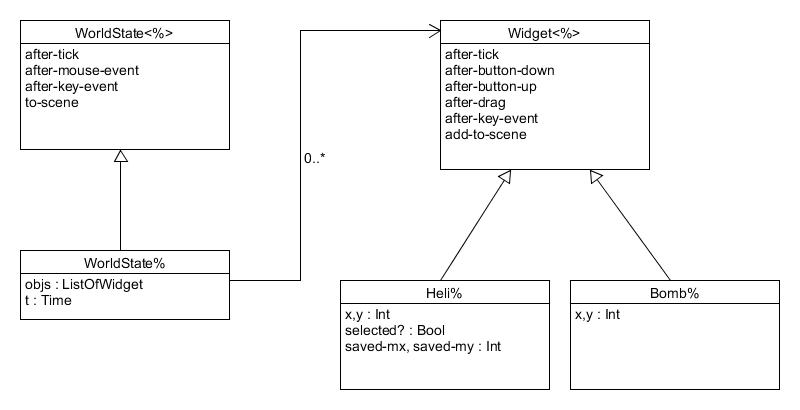 WorldState<%>
after-tick
after-mouse-event
after-key-event
to-scene
Widget<%>
after-tick
after-button-down
after-button-up
after-drag
after-key-event
add-to-scene
0..*
WorldState%
objs : ListOfWidget
t : Time
Heli%
x,y : Int
selected? : Bool
saved-mx, saved-my : Int
Bomb%
x,y : Int